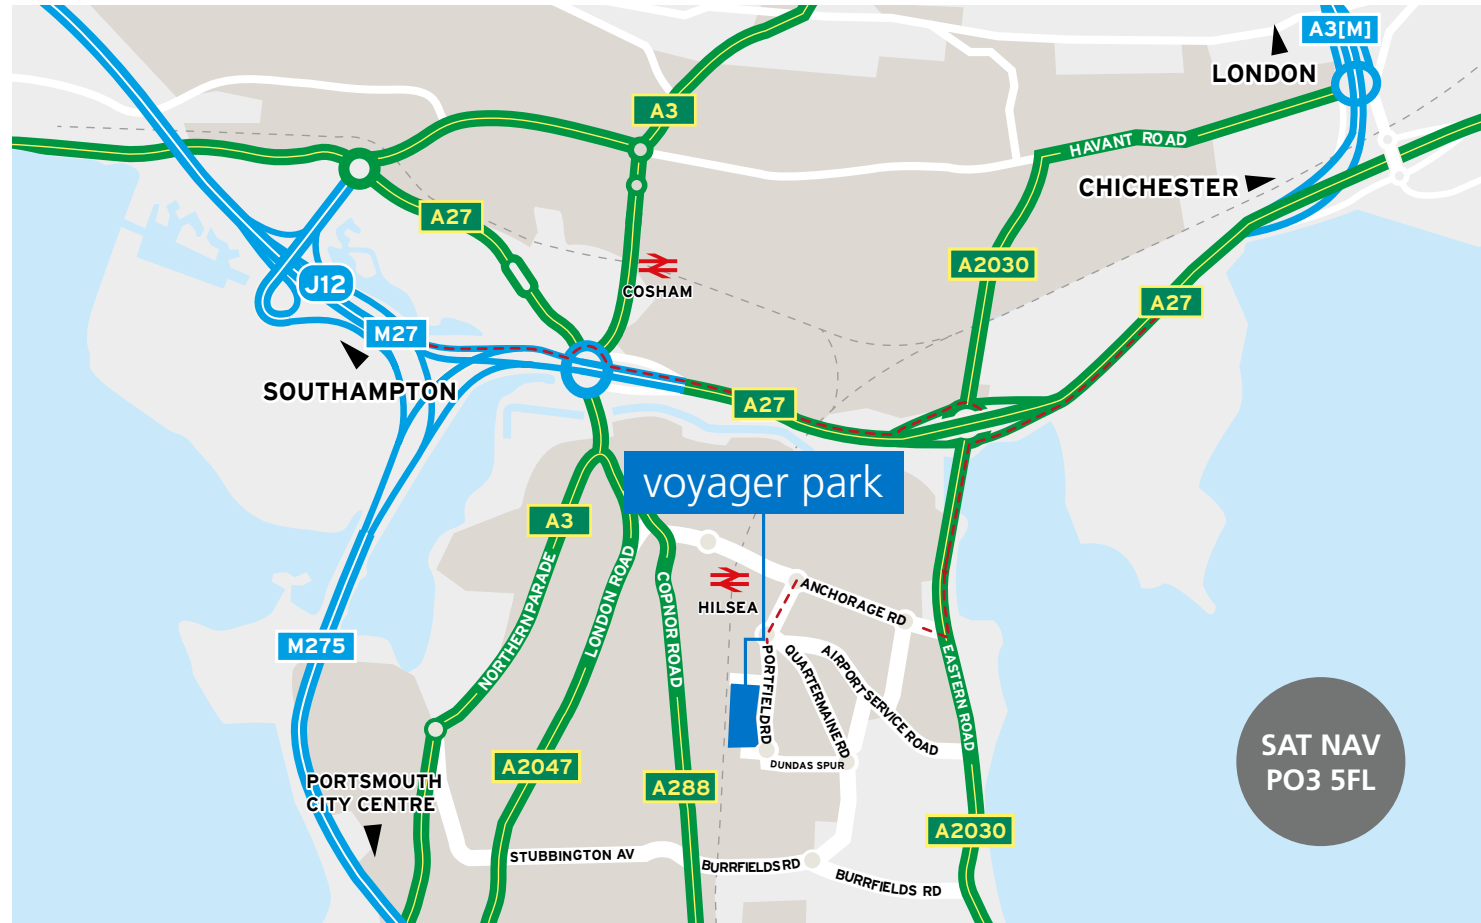 A3[M]
LONDON
A3
HAVANT ROAD
CHICHESTER
A27
A2030
J12
COSHAM
A27
M27
SOUTHAMPTON
A27
voyager park
A3
NORTHERN PARADE
LONDON ROAD
COPNOR ROAD
HILSEA
ANCHORAGE RD
M275
PORTFIELD RD
QUARTERMAINE RD
AIRPORT SERVICE ROAD
EASTERN ROAD
SAT NAV
PO3 5FL
A2047
DUNDAS SPUR
PORTSMOUTH
CITY CENTRE
A288
A2030
STUBBINGTON AV
BURRFIELDS RD
BURRFIELDS RD